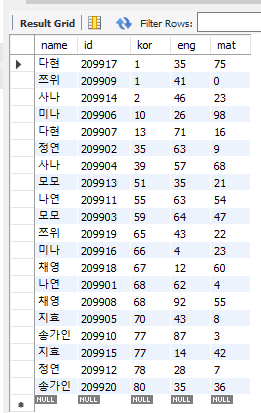 Result Grid Filter Rows:
name id kor eng mat
다현 209917 1 35 75
쯔위 209909 1 41 0
사나 209914 2 46 23
미나 209906 10 26 98
다현 209907 13 71 16
정연 209902 35 63 9
사나 209904 39 57 68
모모 209913 51 35 21
나연 209911 55 63 54
모모 209903 59 64 47
쯔위 209919 65 43 22
미나 209916 66 4 23
채영 209918 67 12 60
나연 209901 68 62 4
채영 209908 68 92 55
지효 209905 70 43 8
송가인 209910 77 87 3
지효 209915 77 14 42
정연 209912 78 28 7
송가인 209920 80 35 36
NULL NULL NULL NULL NULL